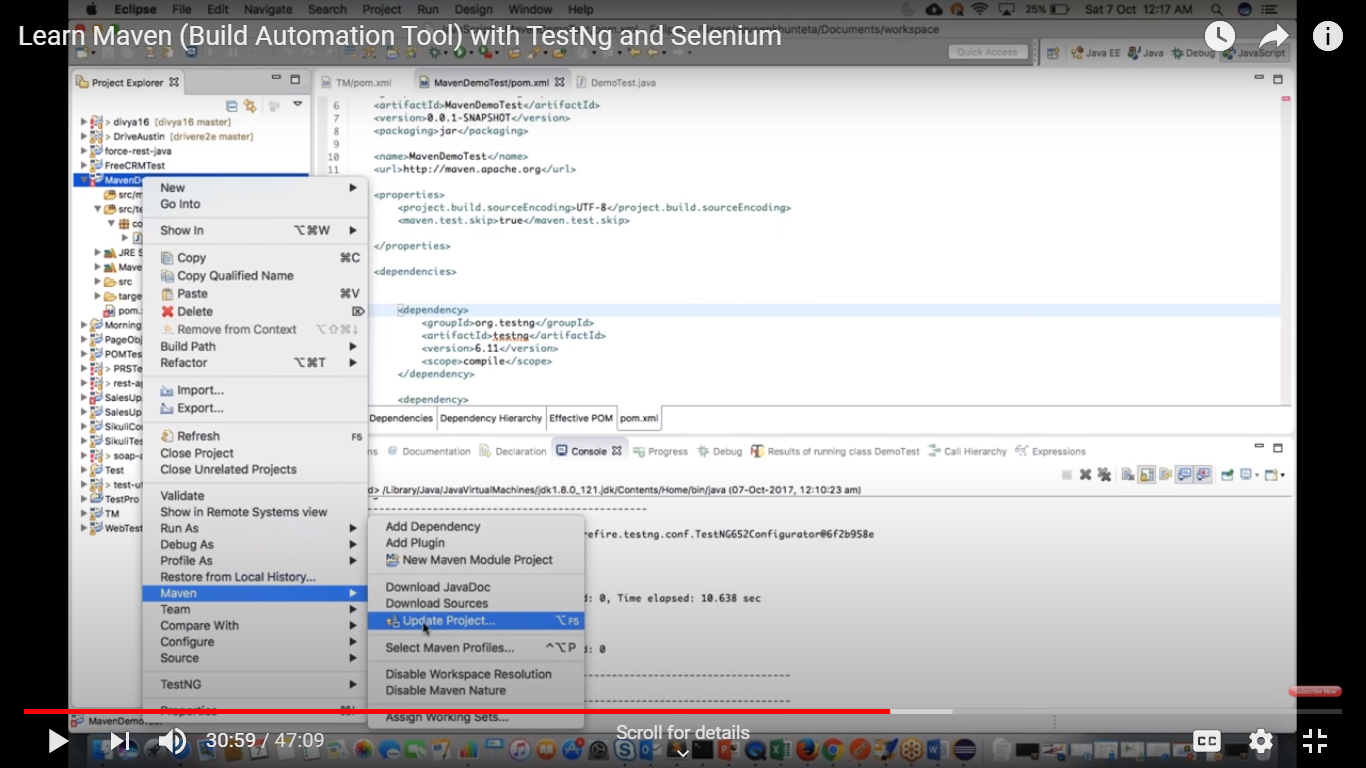 Eclipse File Edit Navigate Search Project Run Design Window Help 25% Sat 7 Oct 12:17 AM
Learn Maven (Build Automation Tool) with TestNg and Selenium
Quick Access Java EE Java Debug JavaScript
Project Explorer
TM/pom.xml MavenDemoTest/pom.xml DemoTest.java
> divya16 [divya16 master]
> DriveAustin [drivere2e master]
force-rest-java
FreeCRMTest
MavenD
src/m
src/te
co
J
JRE S
Mave
src
targe
pom.
Morning
PageObj
POMTes
> PRSTe
> rest-ap
SalesUp
SalesUp
SikuliCo
SikuliTes
> soap-a
Test
> test-ut
TestPro
TM
WebTest
6 <artifactId>MavenDemoTest</artifactId>
7 <version>0.0.1-SNAPSHOT</version>
8 <packaging>jar</packaging>
9
10 <name>MavenDemoTest</name>
11 <url>http://maven.apache.org</url>
<properties>
<project.build.sourceEncoding>UTF-8</project.build.sourceEncoding>
<maven.test.skip>true</maven.test.skip>
</properties>
<dependencies>
<dependency>
<groupId>org.testng</groupId>
<artifactId>testng</artifactId>
<version>6.11</version>
<scope>compile</scope>
</dependency>
<dependency>
Dependencies Dependency Hierarchy Effective POM pom.xml
New
Go Into
Show In ⌥⌘W
Copy ⌘C
Copy Qualified Name
Paste ⌘V
Delete ⌦
Remove from Context ⌥⇧⌘↓
Build Path
Refactor ⌥⌘T
Import...
Export...
Refresh F5
Close Project
Close Unrelated Projects
Validate
Show in Remote Systems view
Run As
Debug As
Profile As
Restore from Local History...
Maven
Team
Compare With
Configure
Source
TestNG
Properties ⌘I
Add Dependency
Add Plugin
New Maven Module Project
Download JavaDoc
Download Sources
Update Project... ⌥F5
Select Maven Profiles... ^⌥P
Disable Workspace Resolution
Disable Maven Nature
Assign Working Sets...
ns Documentation Declaration Console Progress Debug Results of running class DemoTest Call Hierarchy Expressions
d> /Library/Java/JavaVirtualMachines/jdk1.8.0_121.jdk/Contents/Home/bin/java (07-Oct-2017, 12:10:23 am)
efire.testng.conf.TestNG652Configurator@6f2b958e
: 0, Time elapsed: 10.638 sec
d: 0
Subscribe Now
MavenDemo
30:59 / 47:09
Scroll for details
CC